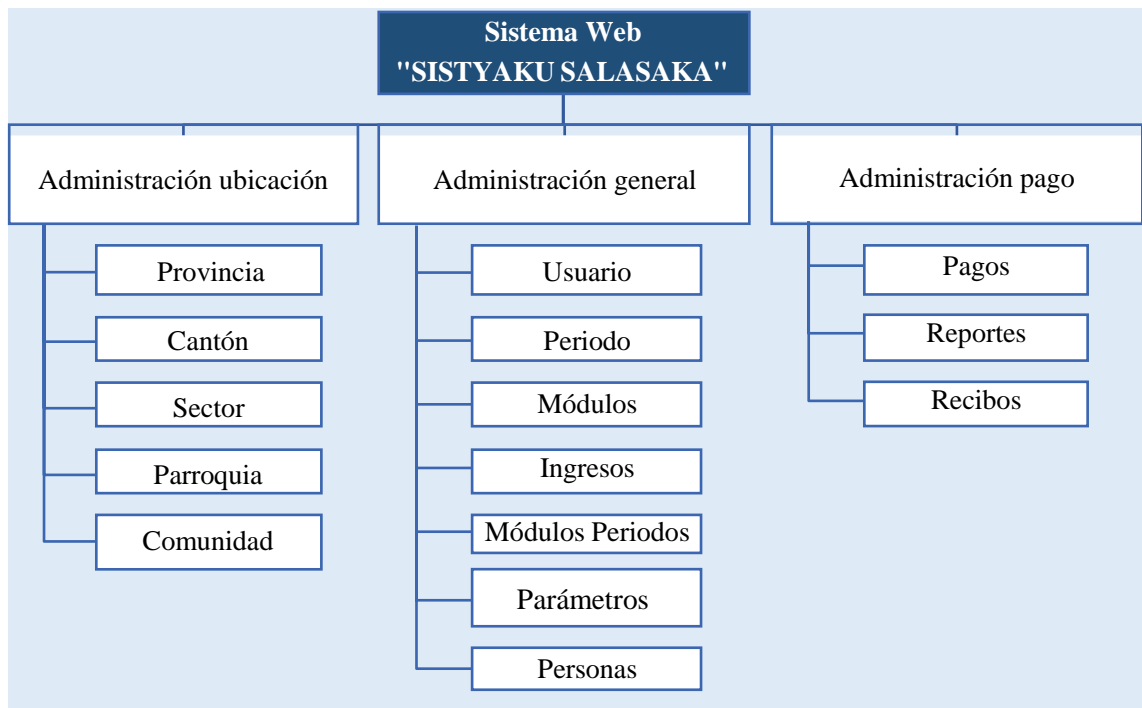 Sistema Web
"SISTYAKU SALASAKA"
Administración ubicación
Provincia
Cantón
Sector
Parroquia
Comunidad
Administración general
Usuario
Periodo
Módulos
Ingresos
Módulos Periodos
Parámetros
Personas
Administración pago
Pagos
Reportes
Recibos